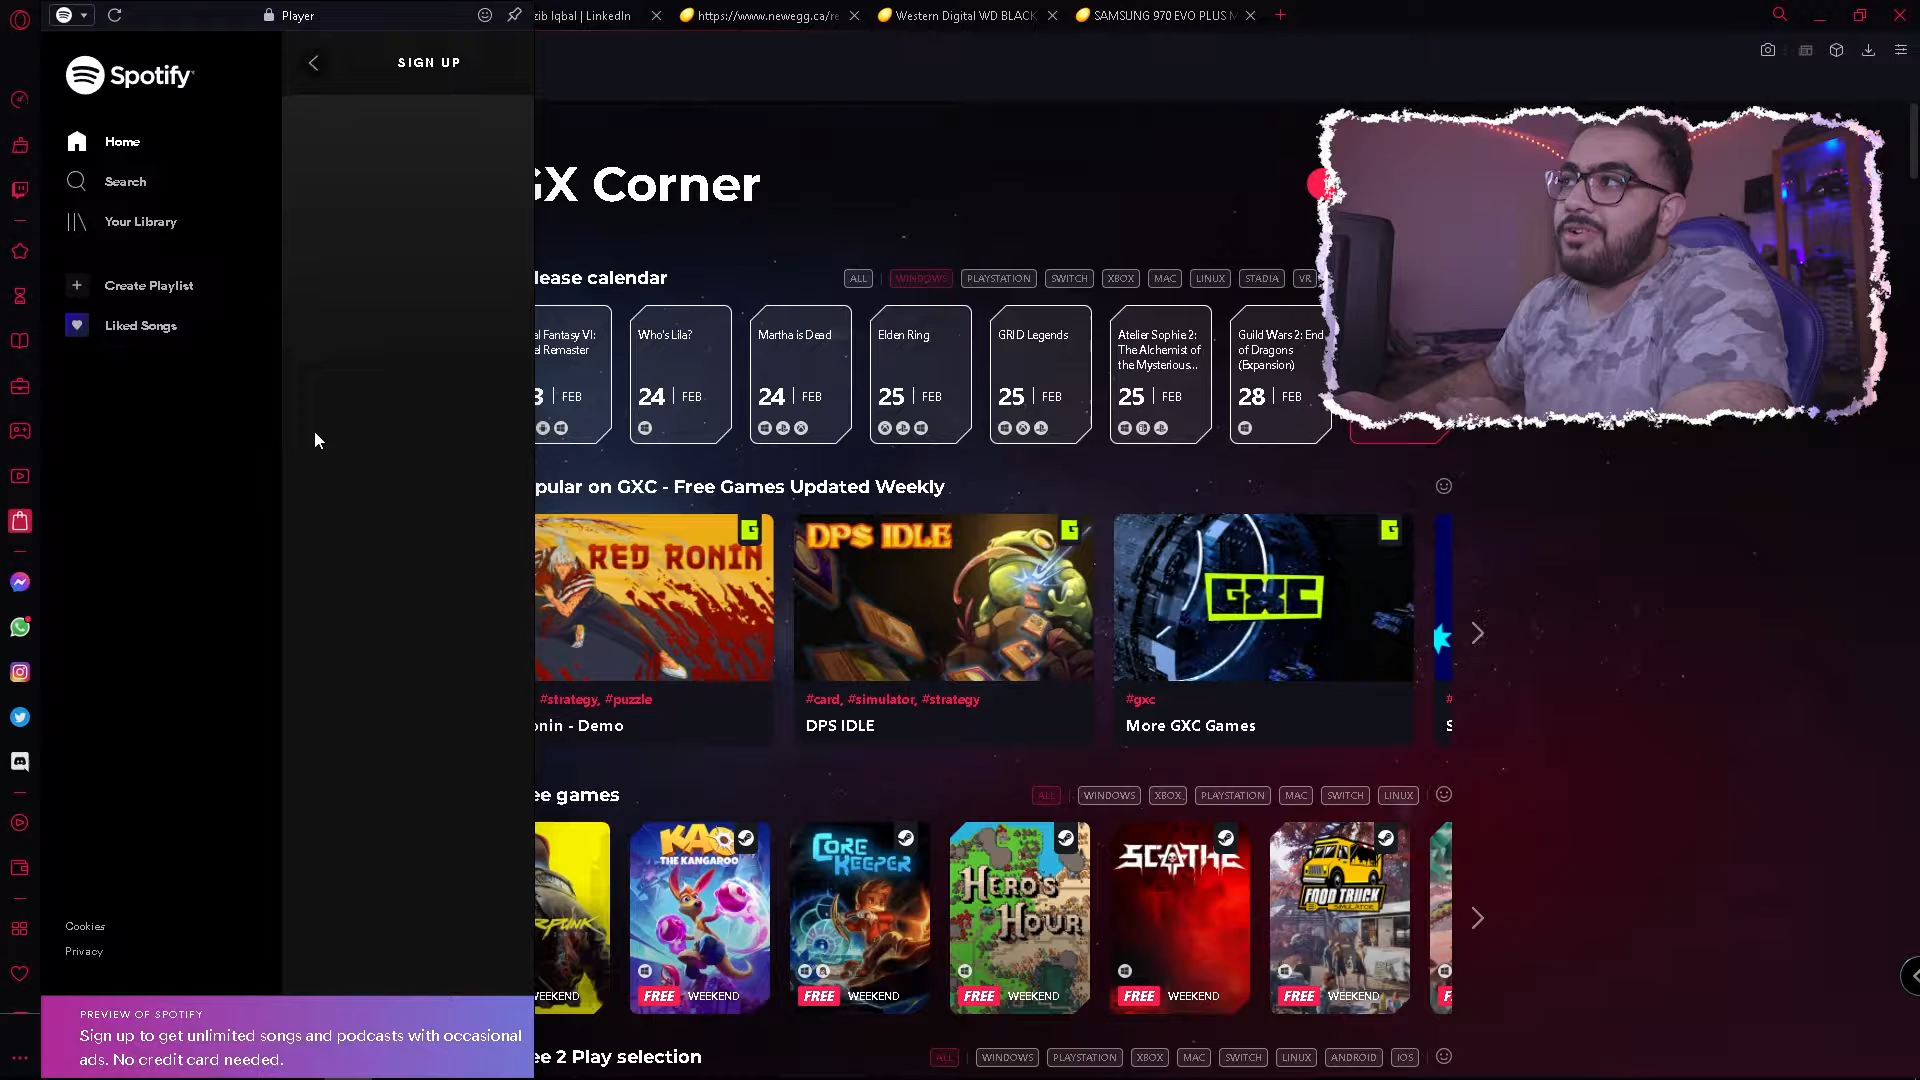 Player
zib Iqbal | LinkedIn
https://www.newegg.ca/re
Western Digital WD BLACK
SAMSUNG 970 EVO PLUS M
Spotify
SIGN UP
Home
Search
Your Library
Create Playlist
Liked Songs
Cookies
Privacy
PREVIEW OF SPOTIFY
Sign up to get unlimited songs and podcasts with occasional
ads. No credit card needed.
GX Corner
lease calendar
ALL
WINDOWS
PLAYSTATION
SWITCH
XBOX
MAC
LINUX
STADIA
VR
al Fantasy VI:
el Remaster
3 | FEB
Who's Lila?
24 | FEB
Martha is Dead
24 | FEB
Elden Ring
25 | FEB
GRID Legends
25 | FEB
Atelier Sophie 2:
The Alchemist of
the Mysterious...
25 | FEB
Guild Wars 2: End
of Dragons
(Expansion)
28 | FEB
pular on GXC - Free Games Updated Weekly
RED RONIN
#strategy, #puzzle
onin - Demo
DPS IDLE
#card, #simulator, #strategy
DPS IDLE
GXC
#gxc
More GXC Games
ee games
ALL
WINDOWS
XBOX
PLAYSTATION
MAC
SWITCH
LINUX
ERPUNK
WEEKEND
KAO
THE KANGAROO
FREE WEEKEND
CORE
KEEPER
FREE WEEKEND
HERO'S
HOUR
FREE WEEKEND
SCATHE
FREE WEEKEND
FOOD TRUCK
SIMULATOR
FREE WEEKEND
F
ee 2 Play selection
ALL
WINDOWS
PLAYSTATION
XBOX
MAC
SWITCH
LINUX
ANDROID
IOS